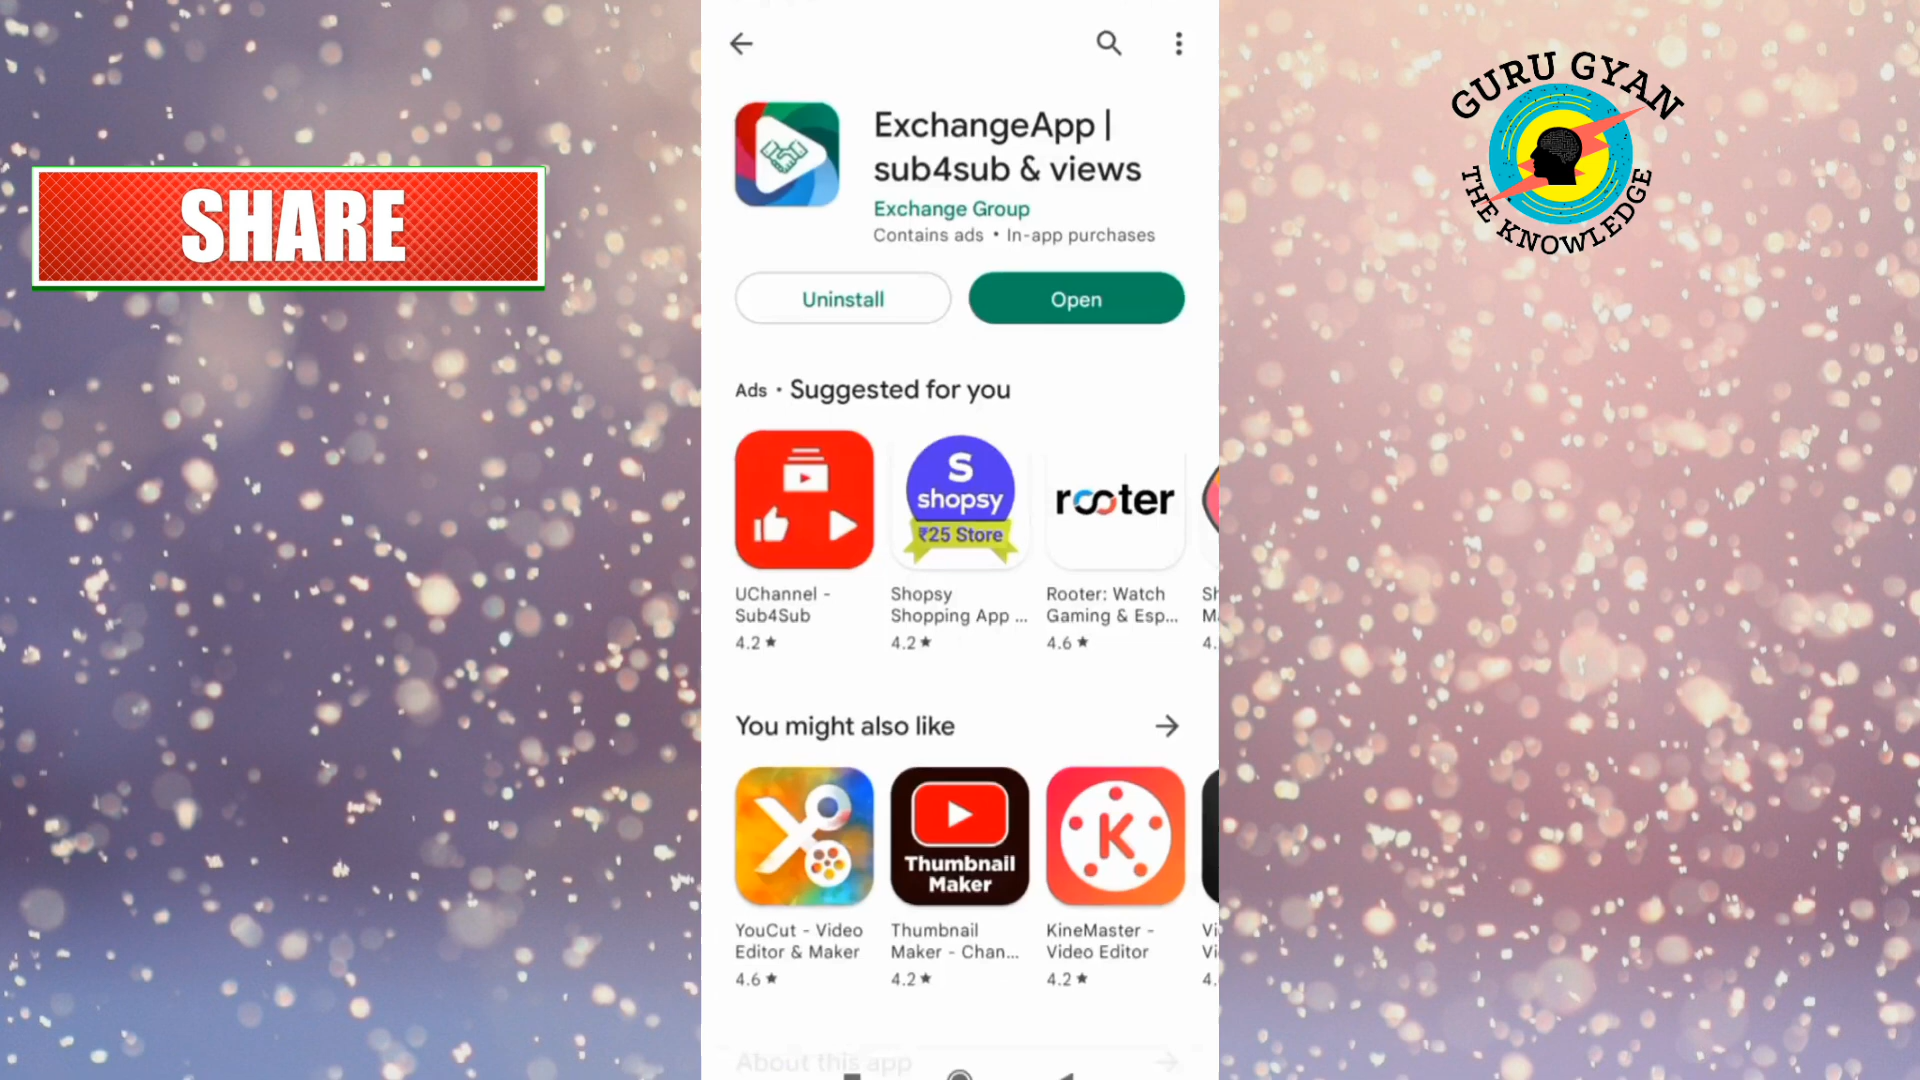 SHARE
GURU GYAN
THE KNOWLEDGE
ExchangeApp |
sub4sub & views
Exchange Group
Contains ads • In-app purchases
Uninstall
Open
Ads • Suggested for you
S
shopsy
₹25 Store
rooter
UChannel -
Sub4Sub
4.2 ★
Shopsy
Shopping App ...
4.2 ★
Rooter: Watch
Gaming & Esp...
4.6 ★
You might also like
Thumbnail
Maker
K
YouCut - Video
Editor & Maker
4.6 ★
Thumbnail
Maker - Chan...
4.2 ★
KineMaster -
Video Editor
4.2 ★
About this app